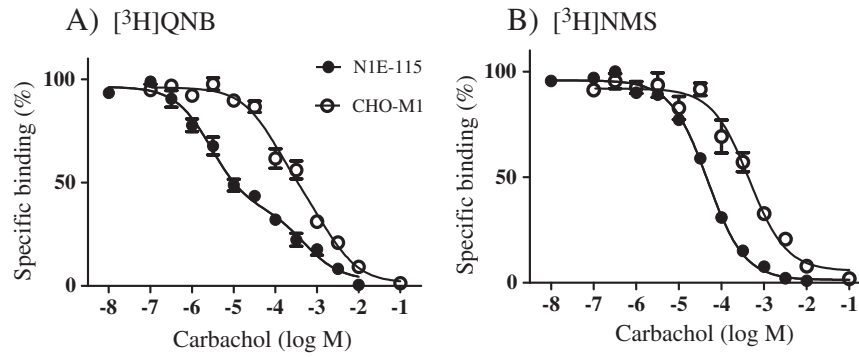 A) [³H]QNB
B) [³H]NMS
N1E-115
CHO-M1
Specific binding (%)
100
50
0
-8 -7 -6 -5 -4 -3 -2 -1
Carbachol (log M)
Specific binding (%)
100
50
0
-8 -7 -6 -5 -4 -3 -2 -1
Carbachol (log M)